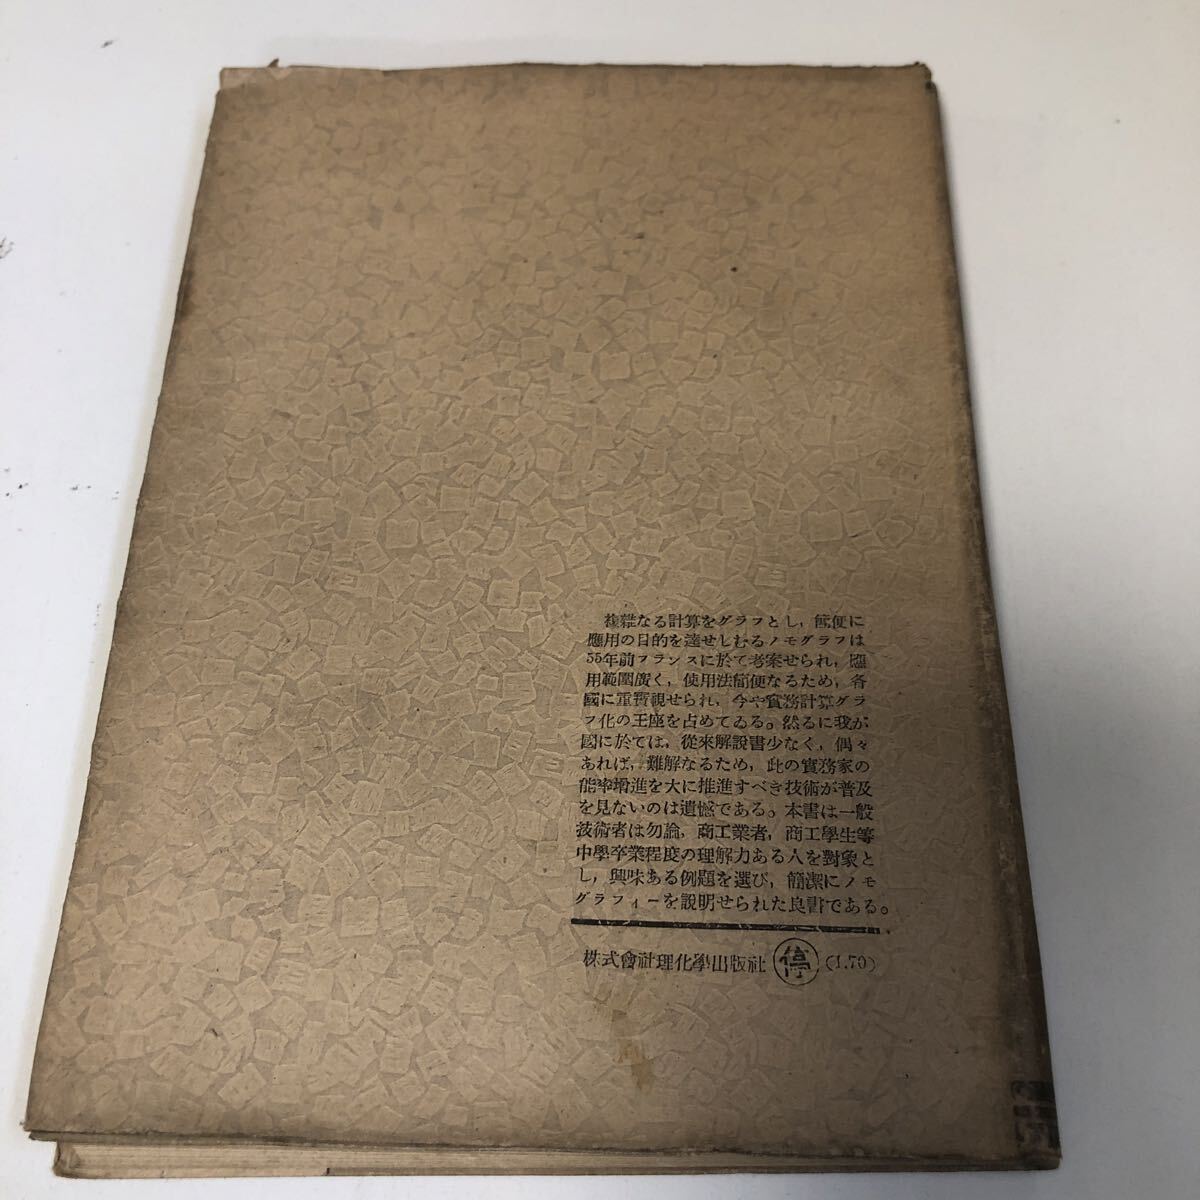 複雜なる計算をグラフとし，簡便に
應用の目的を達せしむるノモグラフは
55年前フランスに於て考案せられ，應
用範圍廣く，使用法簡便なるため，各
國に重寳視せられ，今や實務計算グラ
フ化の王座を占めてゐる。然るに我が
國に於ては，從來解説書少なく，偶々
あれば，難解なるため，此の實務家の
能率增進を大に推進すべき技術が普及
を見ないのは遺憾である。本書は一般
技術者は勿論，商工業者，商工學生等
中學卒業程度の理解力ある人を對象と
し，興味ある例題を選び，簡潔にノモ
グラフィーを説明せられた良書である。
株式會社理化學出版社 停 (1.70)